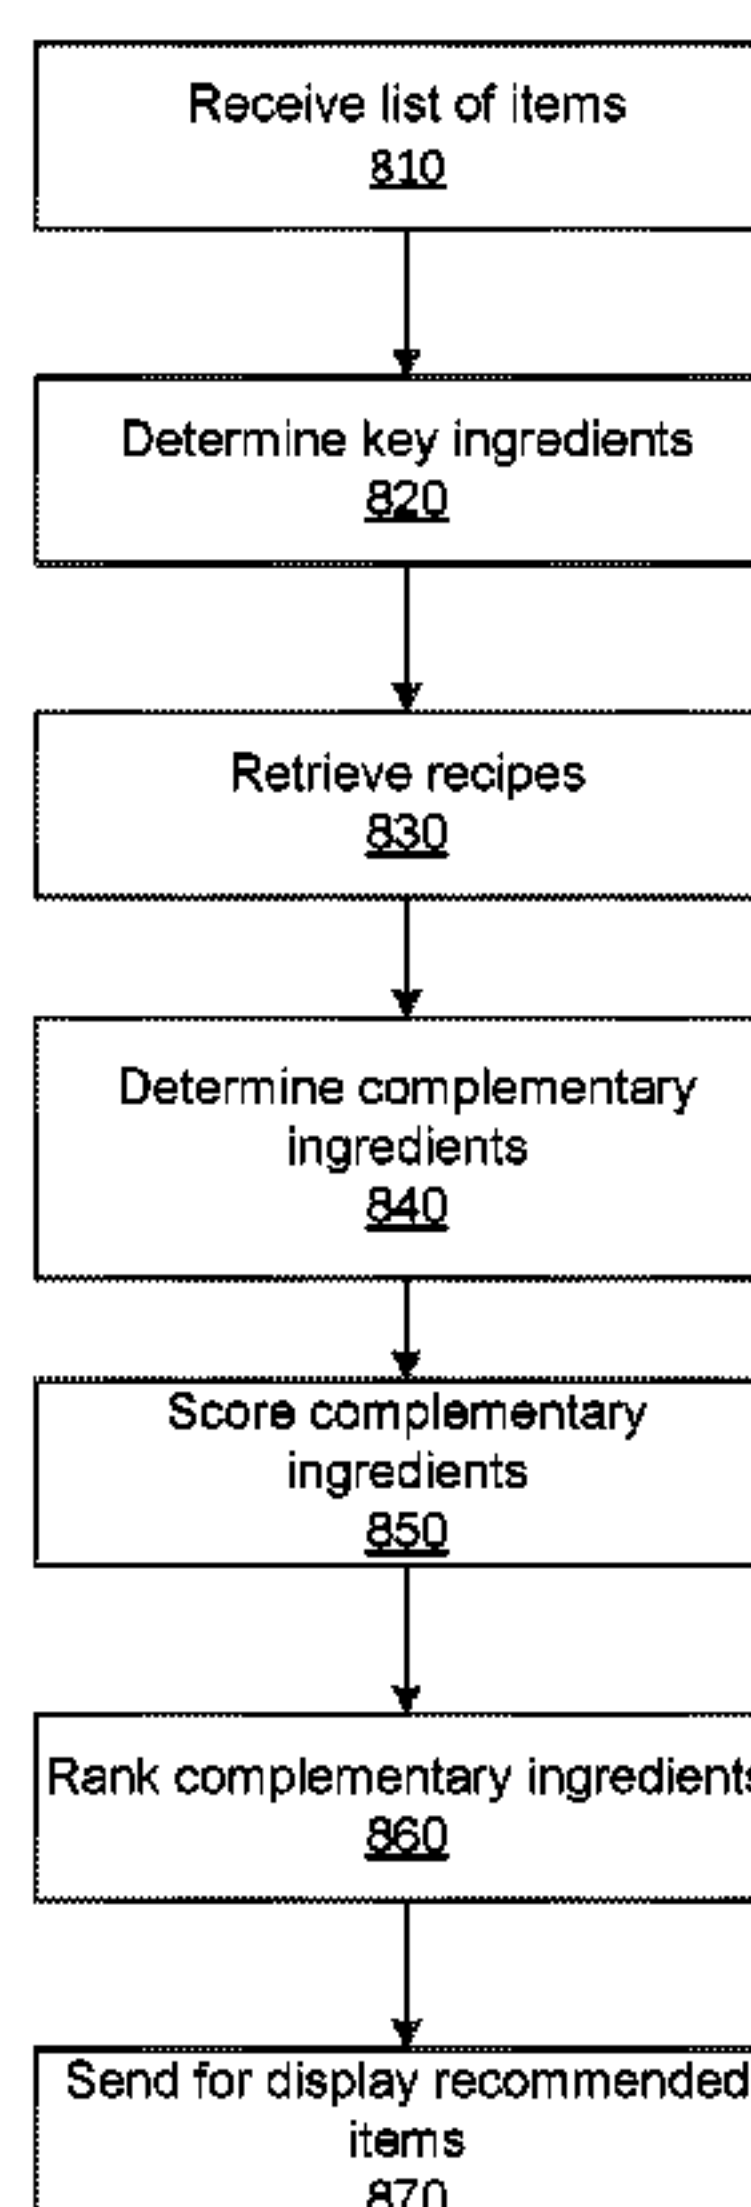 Receive list of items
810
Determine key ingredients
820
Retrieve recipes
830
Determine complementary
ingredients
840
Score complementary
ingredients
850
Rank complementary ingredients
860
Send for display recommended
items
870